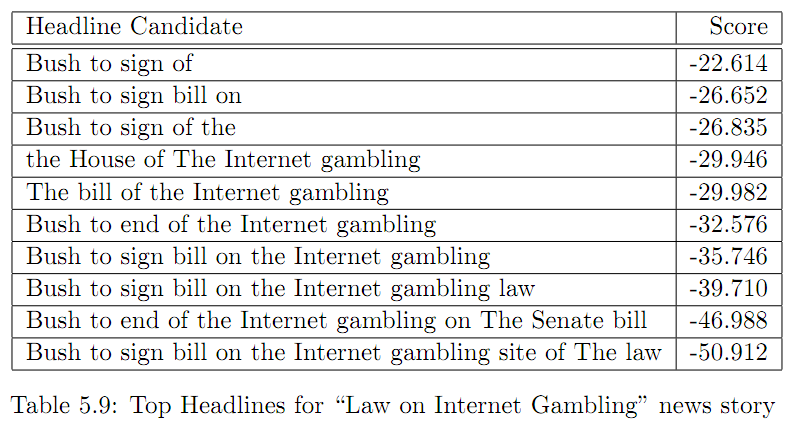 Headline Candidate Score
Bush to sign of -22.614
Bush to sign bill on -26.652
Bush to sign of the -26.835
the House of The Internet gambling -29.946
The bill of the Internet gambling -29.982
Bush to end of the Internet gambling -32.576
Bush to sign bill on the Internet gambling -35.746
Bush to sign bill on the Internet gambling law -39.710
Bush to end of the Internet gambling on The Senate bill -46.988
Bush to sign bill on the Internet gambling site of The law -50.912
Table 5.9: Top Headlines for “Law on Internet Gambling” news story